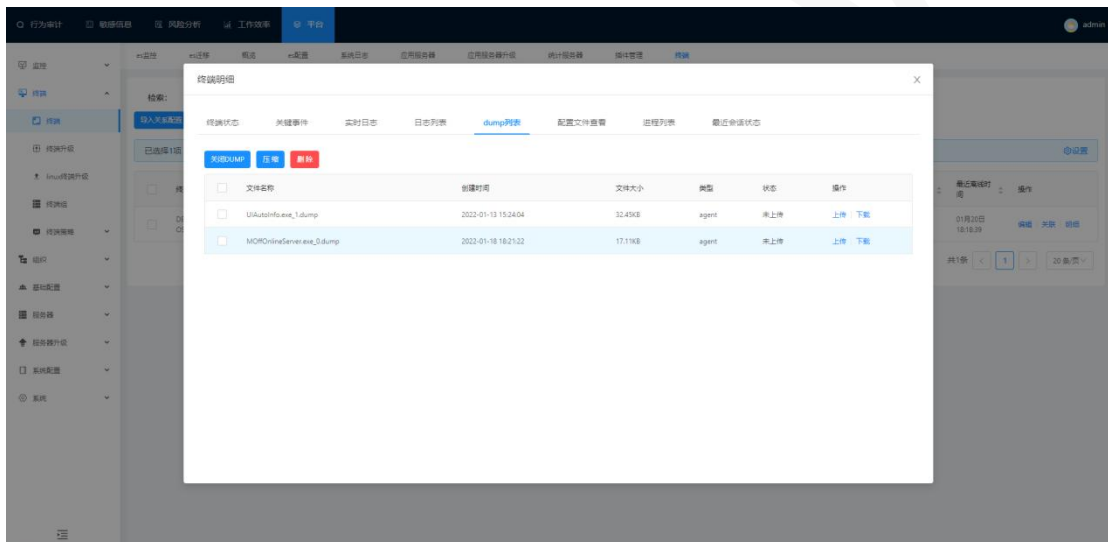 行为审计 敏感信息 风险分析 工作效率 平台 admin
es监控 es迁移 概览 es配置 系统日志 应用服务器 应用服务器升级 统计服务器 插件管理 终端
监控
终端
终端
终端升级
linux终端升级
终端组
终端策略
组织
基础配置
服务器
服务器升级
系统配置
系统
检索:
导入关系配置
已选择1项
设置
终端明细
终端状态 关键事件 实时日志 日志列表 dump列表 配置文件查看 进程列表 最近会话状态
关闭DUMP 压缩 删除
文件名称 创建时间 文件大小 类型 状态 操作
UIAutoInfo.exe_1.dump 2022-01-13 15:24:04 32.45KB agent 未上传 上传 下载
MOffOnlineServer.exe_0.dump 2022-01-18 18:21:22 17.11KB agent 未上传 上传 下载
最近离线时间 操作
01月20日 18:18:39 编辑 关联 明细
共1条 < 1 > 20 条/页